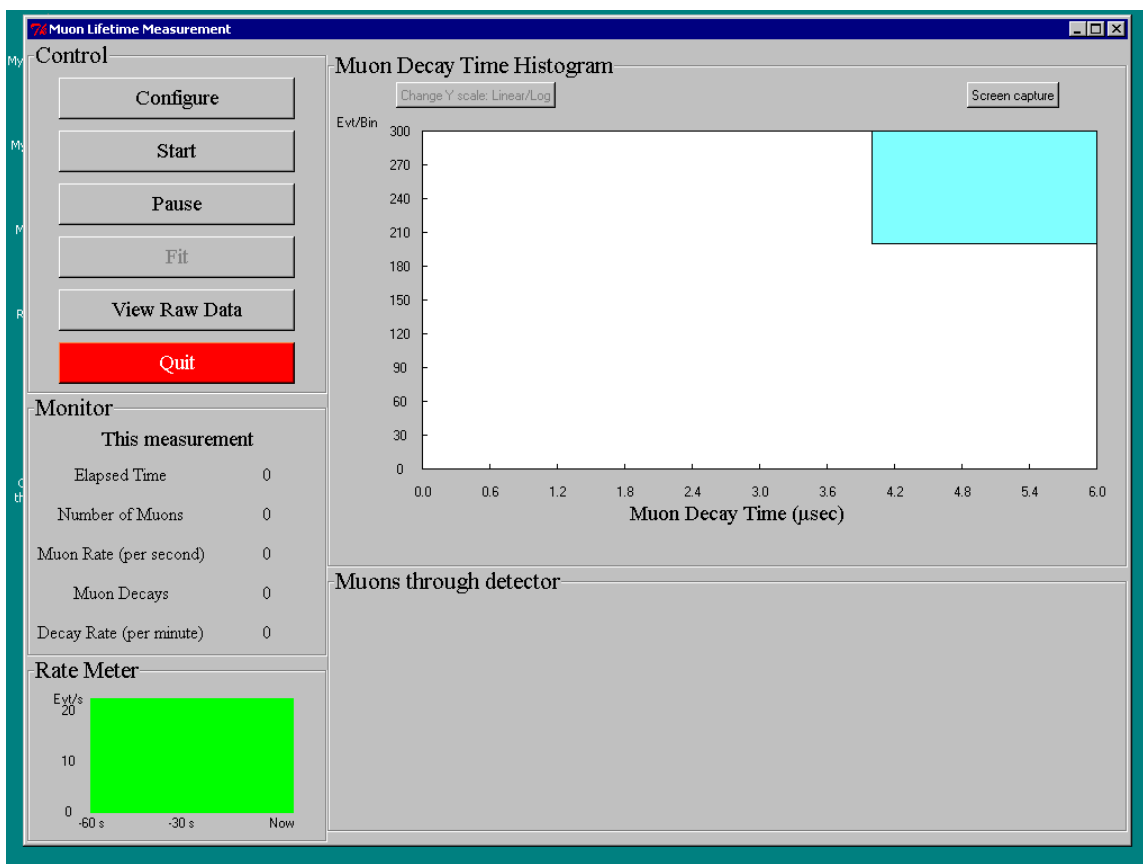 Muon Lifetime Measurement
Control
Configure
Start
Pause
Fit
View Raw Data
Quit
Monitor
This measurement
Elapsed Time 0
Number of Muons 0
Muon Rate (per second) 0
Muon Decays 0
Decay Rate (per minute) 0
Rate Meter
Evt/s
20
10
0
-60 s -30 s Now
Muon Decay Time Histogram
Change Y scale: Linear/Log Screen capture
Evt/Bin
300
270
240
210
180
150
120
90
60
30
0
0.0 0.6 1.2 1.8 2.4 3.0 3.6 4.2 4.8 5.4 6.0
Muon Decay Time (μsec)
Muons through detector
My
My
M
R
th